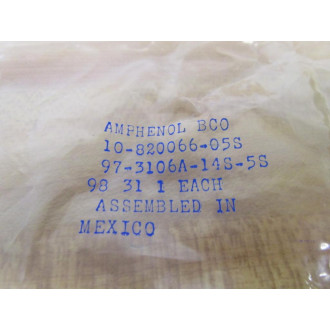 AMPHENOL BCO
10-820066-05S
97-3106A-14S-5S
98 31 1 EACH
ASSEMBLED IN
MEXICO